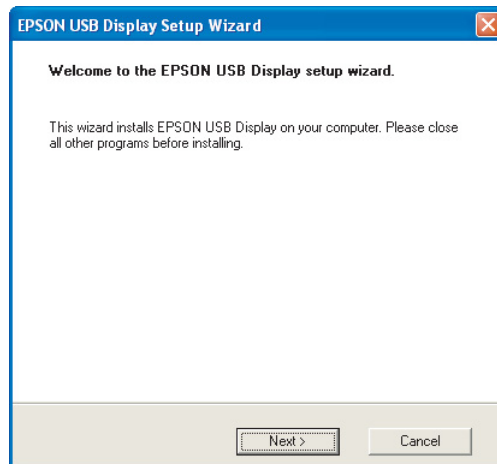 EPSON USB Display Setup Wizard
Welcome to the EPSON USB Display setup wizard.
This wizard installs EPSON USB Display on your computer. Please close
all other programs before installing.
Next >
Cancel